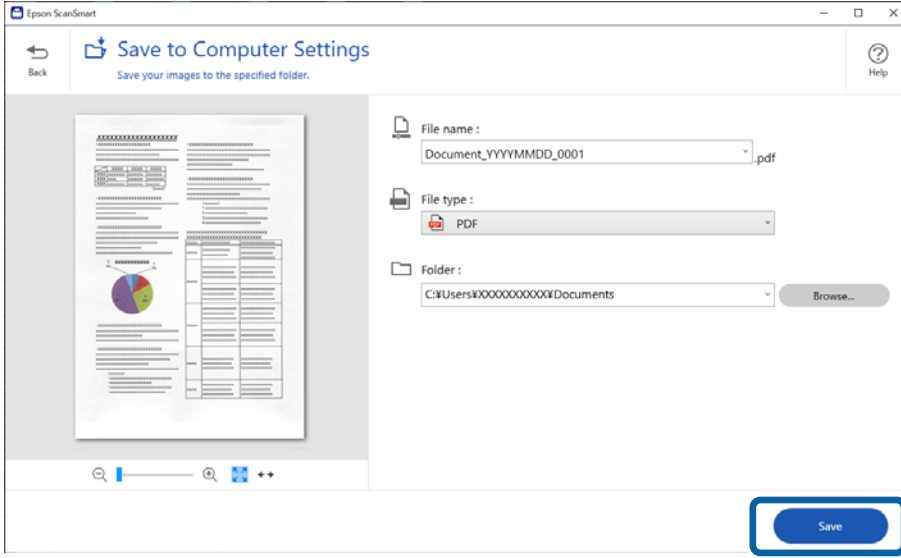 Epson ScanSmart
Back
Save to Computer Settings
Save your images to the specified folder.
Help
File name :
Document_YYYYMMDD_0001
.pdf
File type :
PDF
Folder :
C:¥Users¥XXXXXXXXXX¥Documents
Browse...
Save